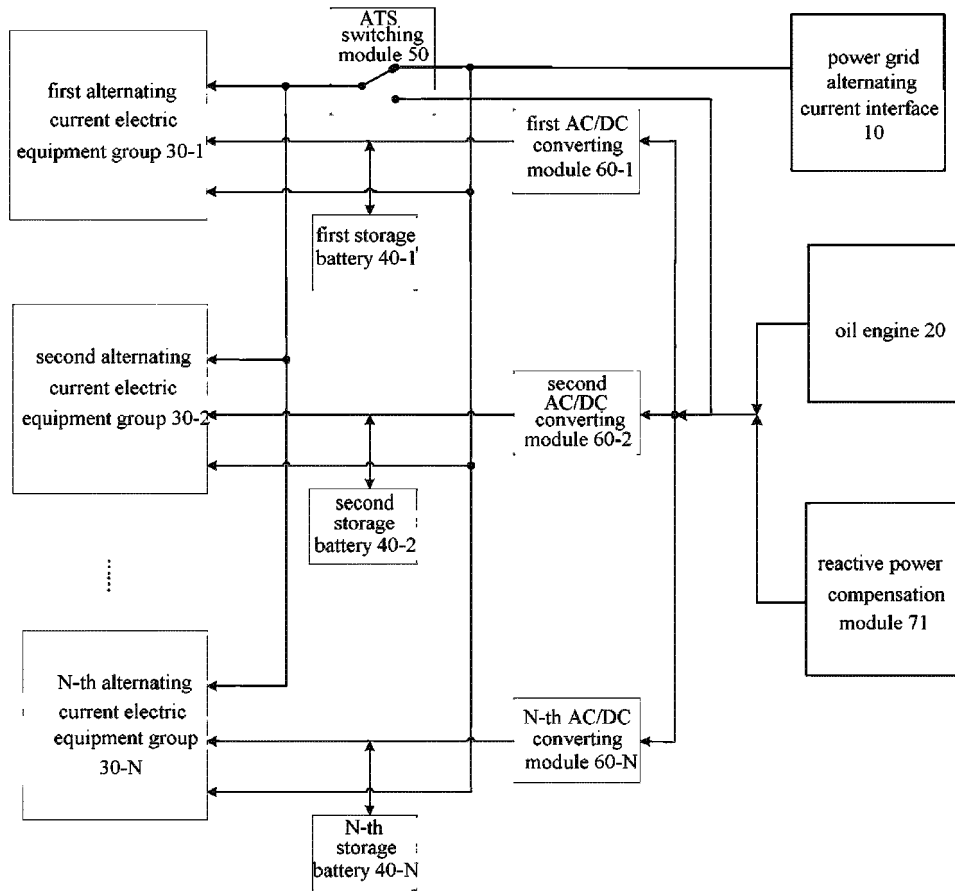 ATS
switching
module 50
first alternating
current electric
equipment group 30-1
power grid
alternating
current interface
10
first AC/DC
converting
module 60-1
first storage
battery 40-1'
oil engine 20
second alternating
current electric
equipment group 30-2
second
AC/DC
converting
module 60-2
second
storage
battery 40-2
reactive power
compensation
module 71
......
N-th alternating
current electric
equipment group
30-N
N-th AC/DC
converting
module 60-N
N-th
storage
battery 40-N